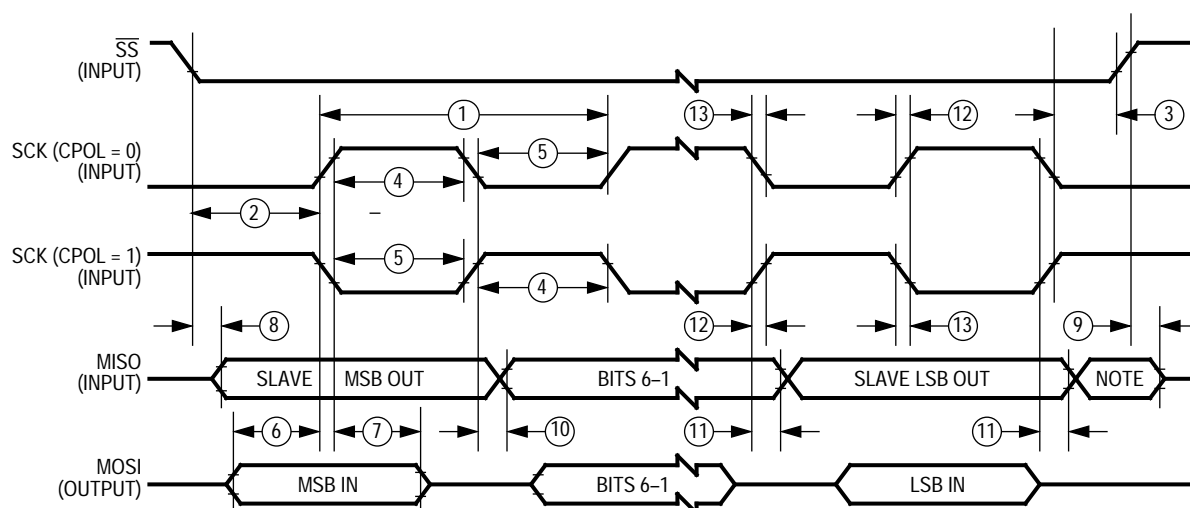 SS
(INPUT)
1
13
12
3
SCK (CPOL = 0)
(INPUT)
5
4
2
–
SCK (CPOL = 1)
(INPUT)
5
4
8
12
13
9
MISO
(INPUT)
SLAVE MSB OUT
BITS 6–1
SLAVE LSB OUT
NOTE
6
7
10
11
11
MOSI
(OUTPUT)
MSB IN
BITS 6–1
LSB IN